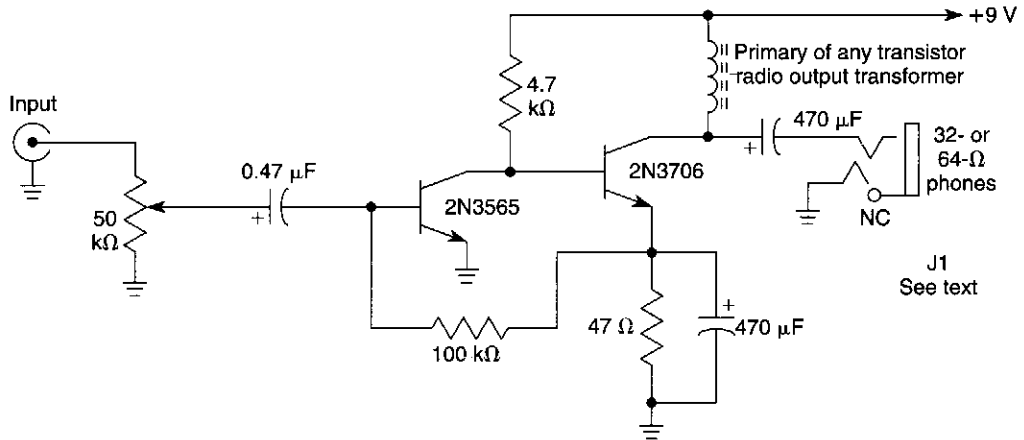 +9 V
Primary of any transistor
radio output transformer
4.7
kΩ
Input
470 µF
32- or
64-Ω
phones
0.47 µF
2N3706
+
50
kΩ
+
2N3565
NC
J1
See text
+
47 Ω
470 µF
100 kΩ